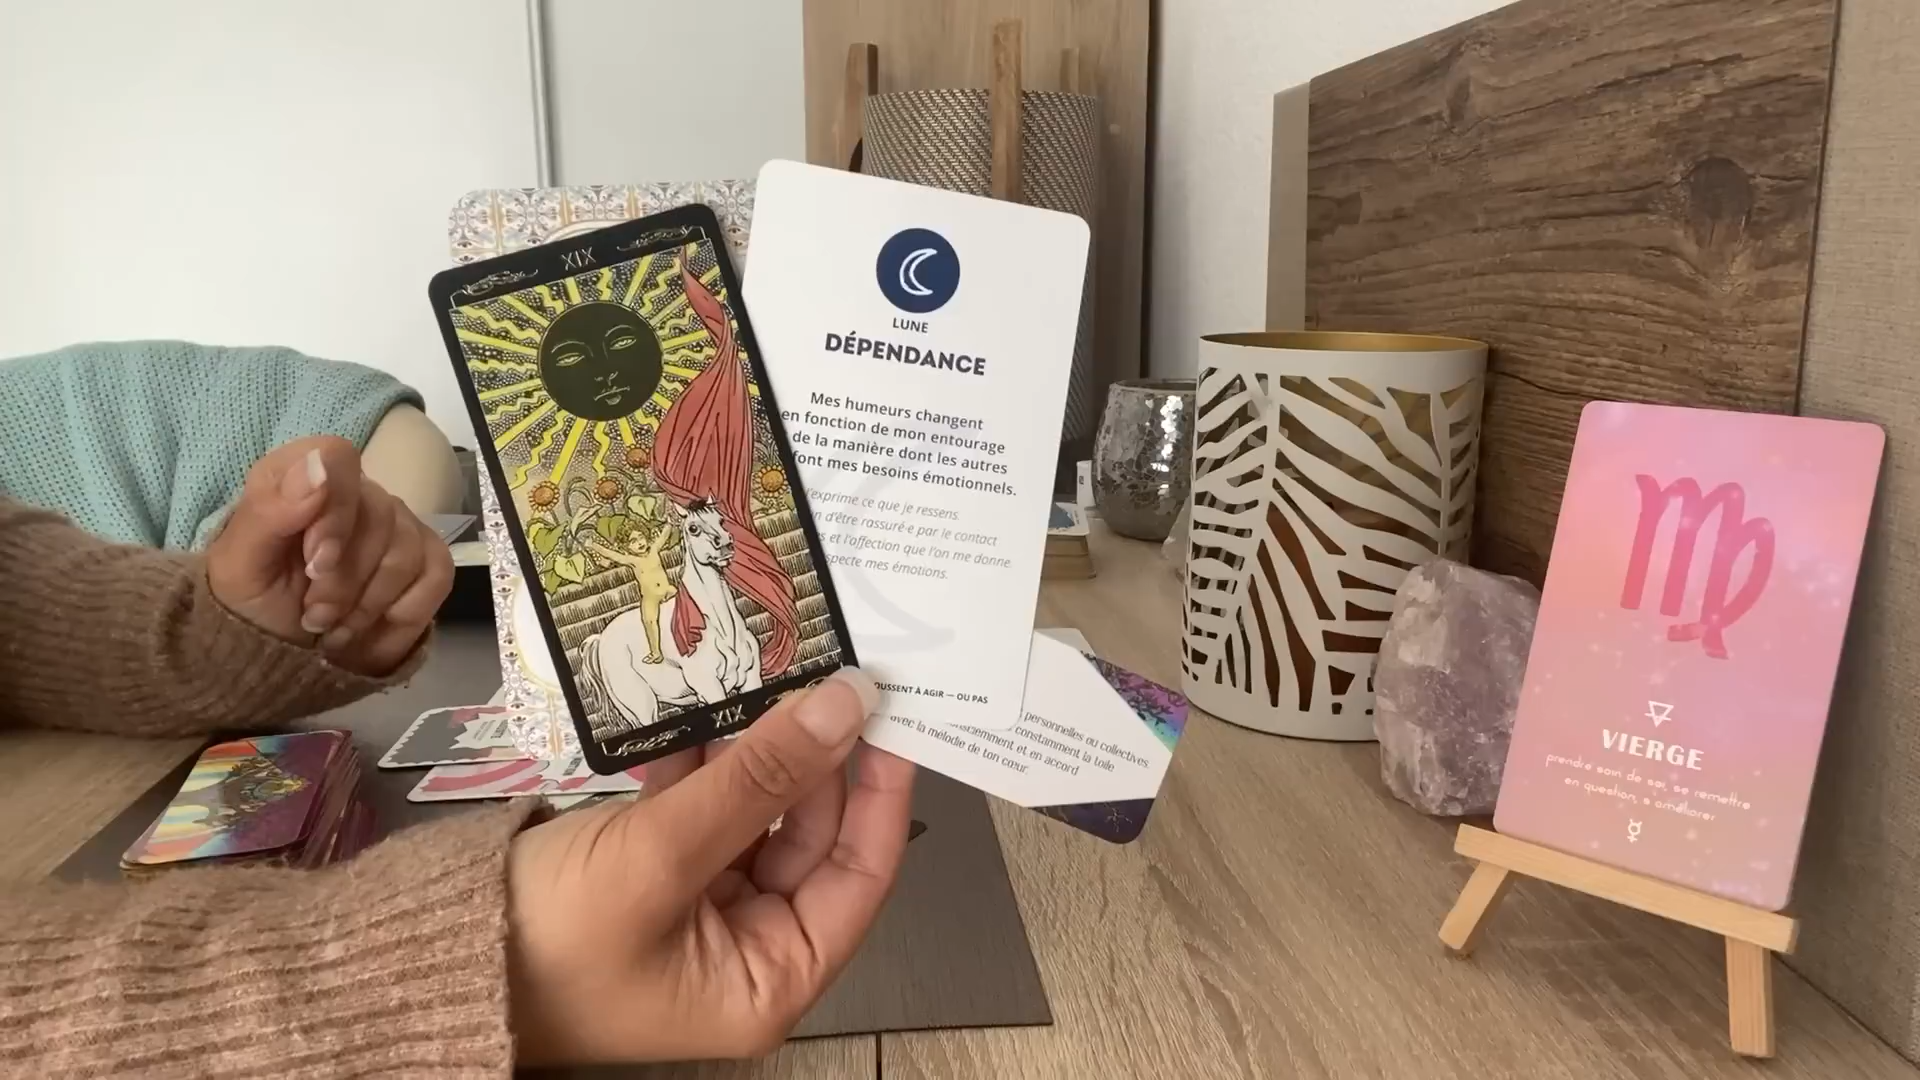 XIX
XIX
LUNE
DÉPENDANCE
Mes humeurs changent
en fonction de mon entourage
de la manière dont les autres
font mes besoins émotionnels.
J'exprime ce que je ressens.
d'être rassuré·e par le contact
et l'affection que l'on me donne
mes émotions.
À AGIR — OU PAS
personnelles ou collectives.
constamment la toile
et en accord
avec la mélodie de ton cœur.
VIERGE
prendre soin de soi, se remettre
en question, s'améliorer